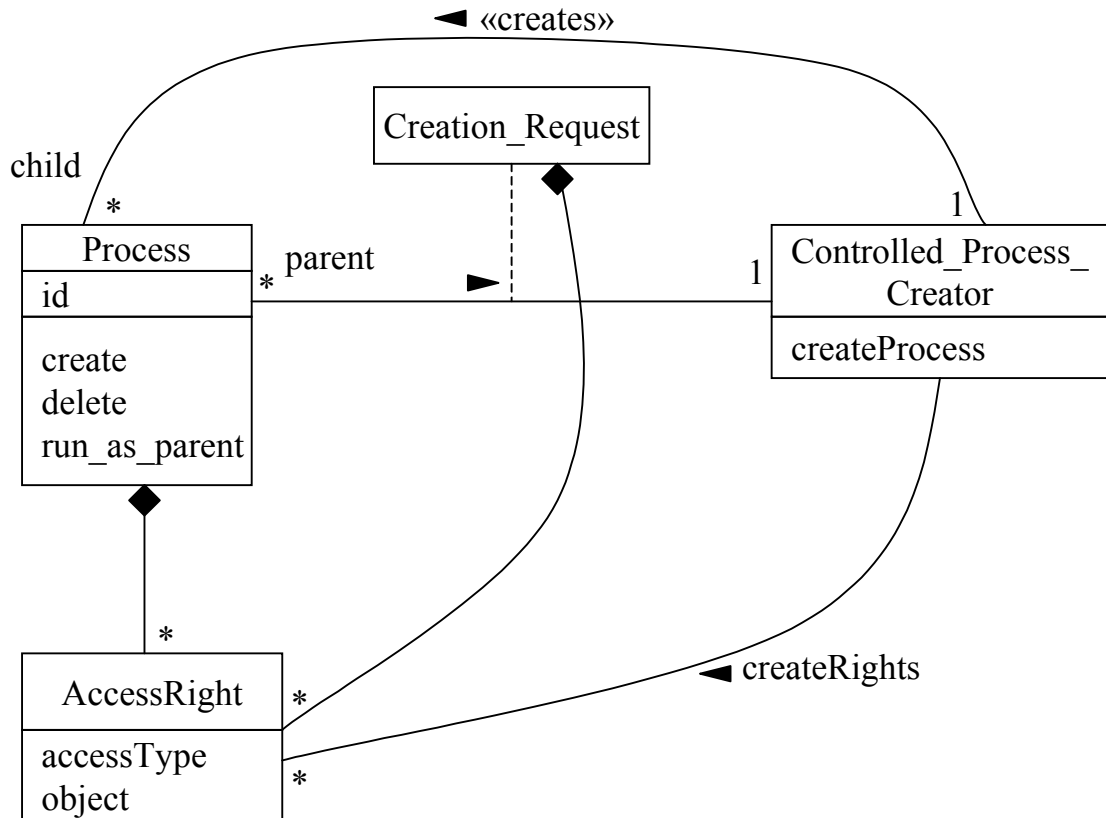 «creates»
Creation_Request
child
*
1
Process
parent
*
1
Controlled_Process_
Creator
id
createProcess
create
delete
run_as_parent
*
createRights
AccessRight
*
accessType
*
object